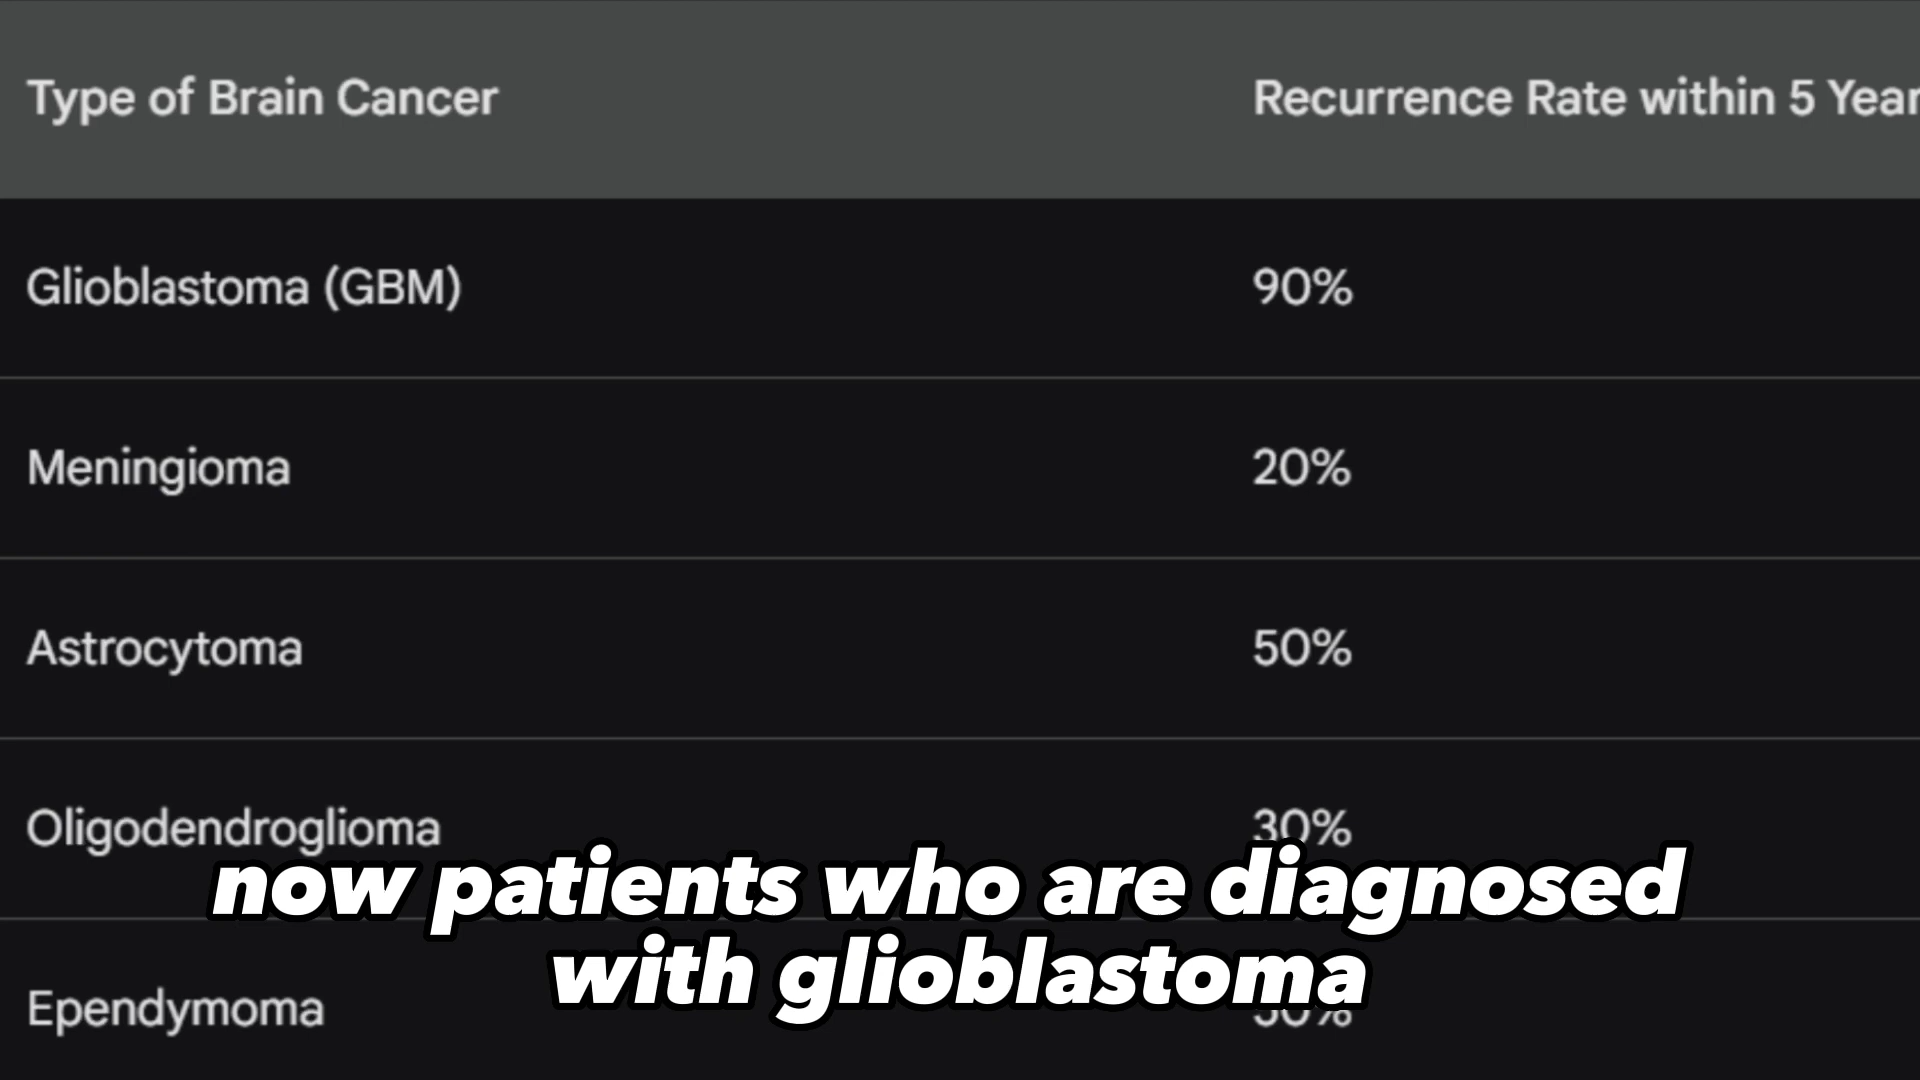 Type of Brain Cancer Recurrence Rate within 5 Year
Glioblastoma (GBM) 90%
Meningioma 20%
Astrocytoma 50%
Oligodendroglioma 30%
now patients who are diagnosed
with glioblastoma
Ependymoma